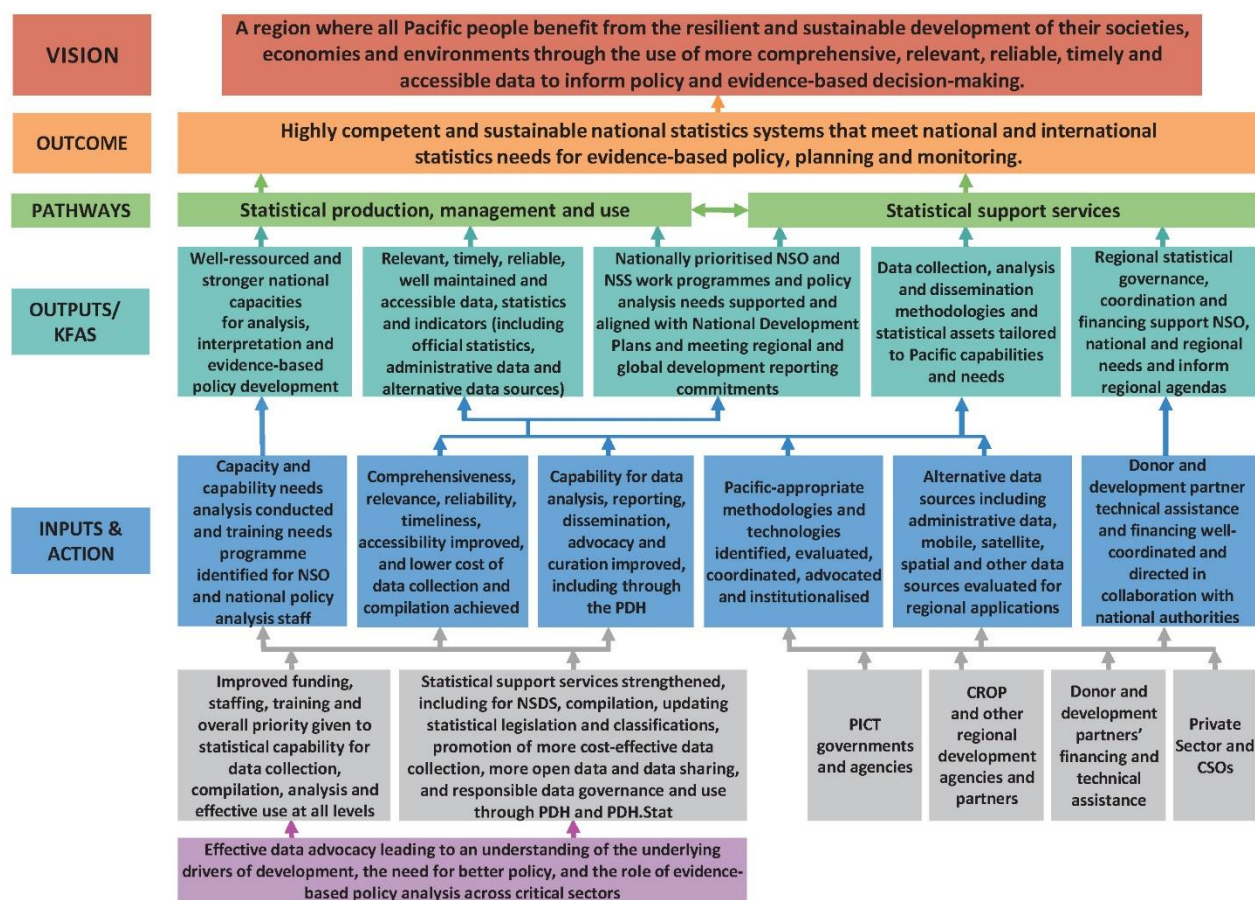 VISION
A region where all Pacific people benefit from the resilient and sustainable development of their societies,
economies and environments through the use of more comprehensive, relevant, reliable, timely and
accessible data to inform policy and evidence-based decision-making.
OUTCOME
Highly competent and sustainable national statistics systems that meet national and international
statistics needs for evidence-based policy, planning and monitoring.
PATHWAYS
Statistical production, management and use
Statistical support services
OUTPUTS/
KFAS
Well-ressourced and
stronger national
capacities
for analysis,
interpretation and
evidence-based
policy development
Relevant, timely, reliable,
well maintained and
accessible data, statistics
and indicators (including
official statistics,
administrative data and
alternative data sources)
Nationally prioritised NSO and
NSS work programmes and policy
analysis needs supported and
aligned with National Development
Plans and meeting regional and
global development reporting
commitments
Data collection, analysis
and dissemination
methodologies and
statistical assets tailored
to Pacific capabilities
and needs
Regional statistical
governance,
coordination and
financing support NSO,
national and regional
needs and inform
regional agendas
INPUTS &
ACTION
Capacity and
capability needs
analysis conducted
and training needs
programme
identified for NSO
and national policy
analysis staff
Comprehensiveness,
relevance, reliability,
timeliness,
accessibility improved,
and lower cost of
data collection and
compilation achieved
Capability for data
analysis, reporting,
dissemination,
advocacy and
curation improved,
including through
the PDH
Pacific-appropriate
methodologies and
technologies
identified, evaluated,
coordinated, advocated
and institutionalised
Alternative data
sources including
administrative data,
mobile, satellite,
spatial and other data
sources evaluated for
regional applications
Donor and
development partner
technical assistance
and financing well-
coordinated and
directed in
collaboration with
national authorities
Improved funding,
staffing, training and
overall priority given to
statistical capability for
data collection,
compilation, analysis and
effective use at all levels
Statistical support services strengthened,
including for NSDS, compilation, updating
statistical legislation and classifications,
promotion of more cost-effective data
collection, more open data and data sharing,
and responsible data governance and use
through PDH and PDH.Stat
PICT
governments
and agencies
CROP
and other
regional
development
agencies and
partners
Donor and
development
partners'
financing and
technical
assistance
Private
Sector and
CSOs
Effective data advocacy leading to an understanding of the underlying
drivers of development, the need for better policy, and the role of evidence-
based policy analysis across critical sectors